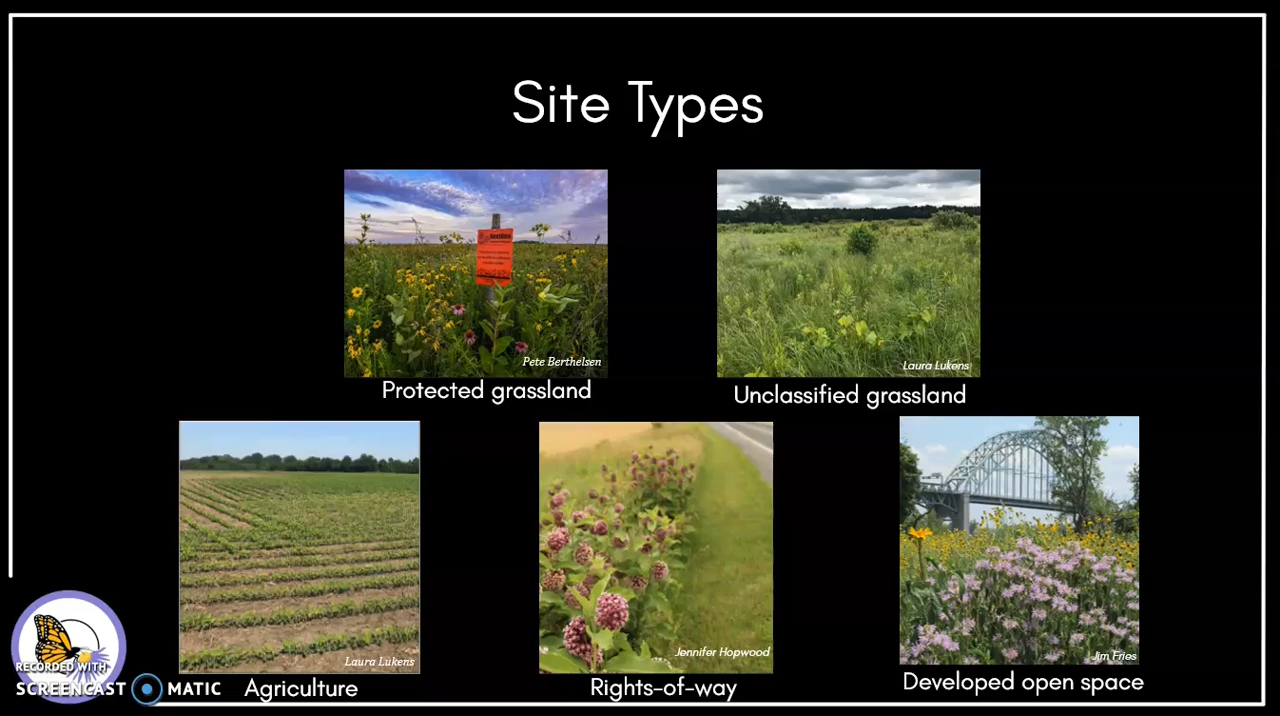 Site Types
Pete Berthelsen
Protected grassland
Laura Lukens
Unclassified grassland
Laura Lukens
Agriculture
Jennifer Hopwood
Rights-of-way
Jim Fries
Developed open space
RECORDED WITH
SCREENCAST MATIC